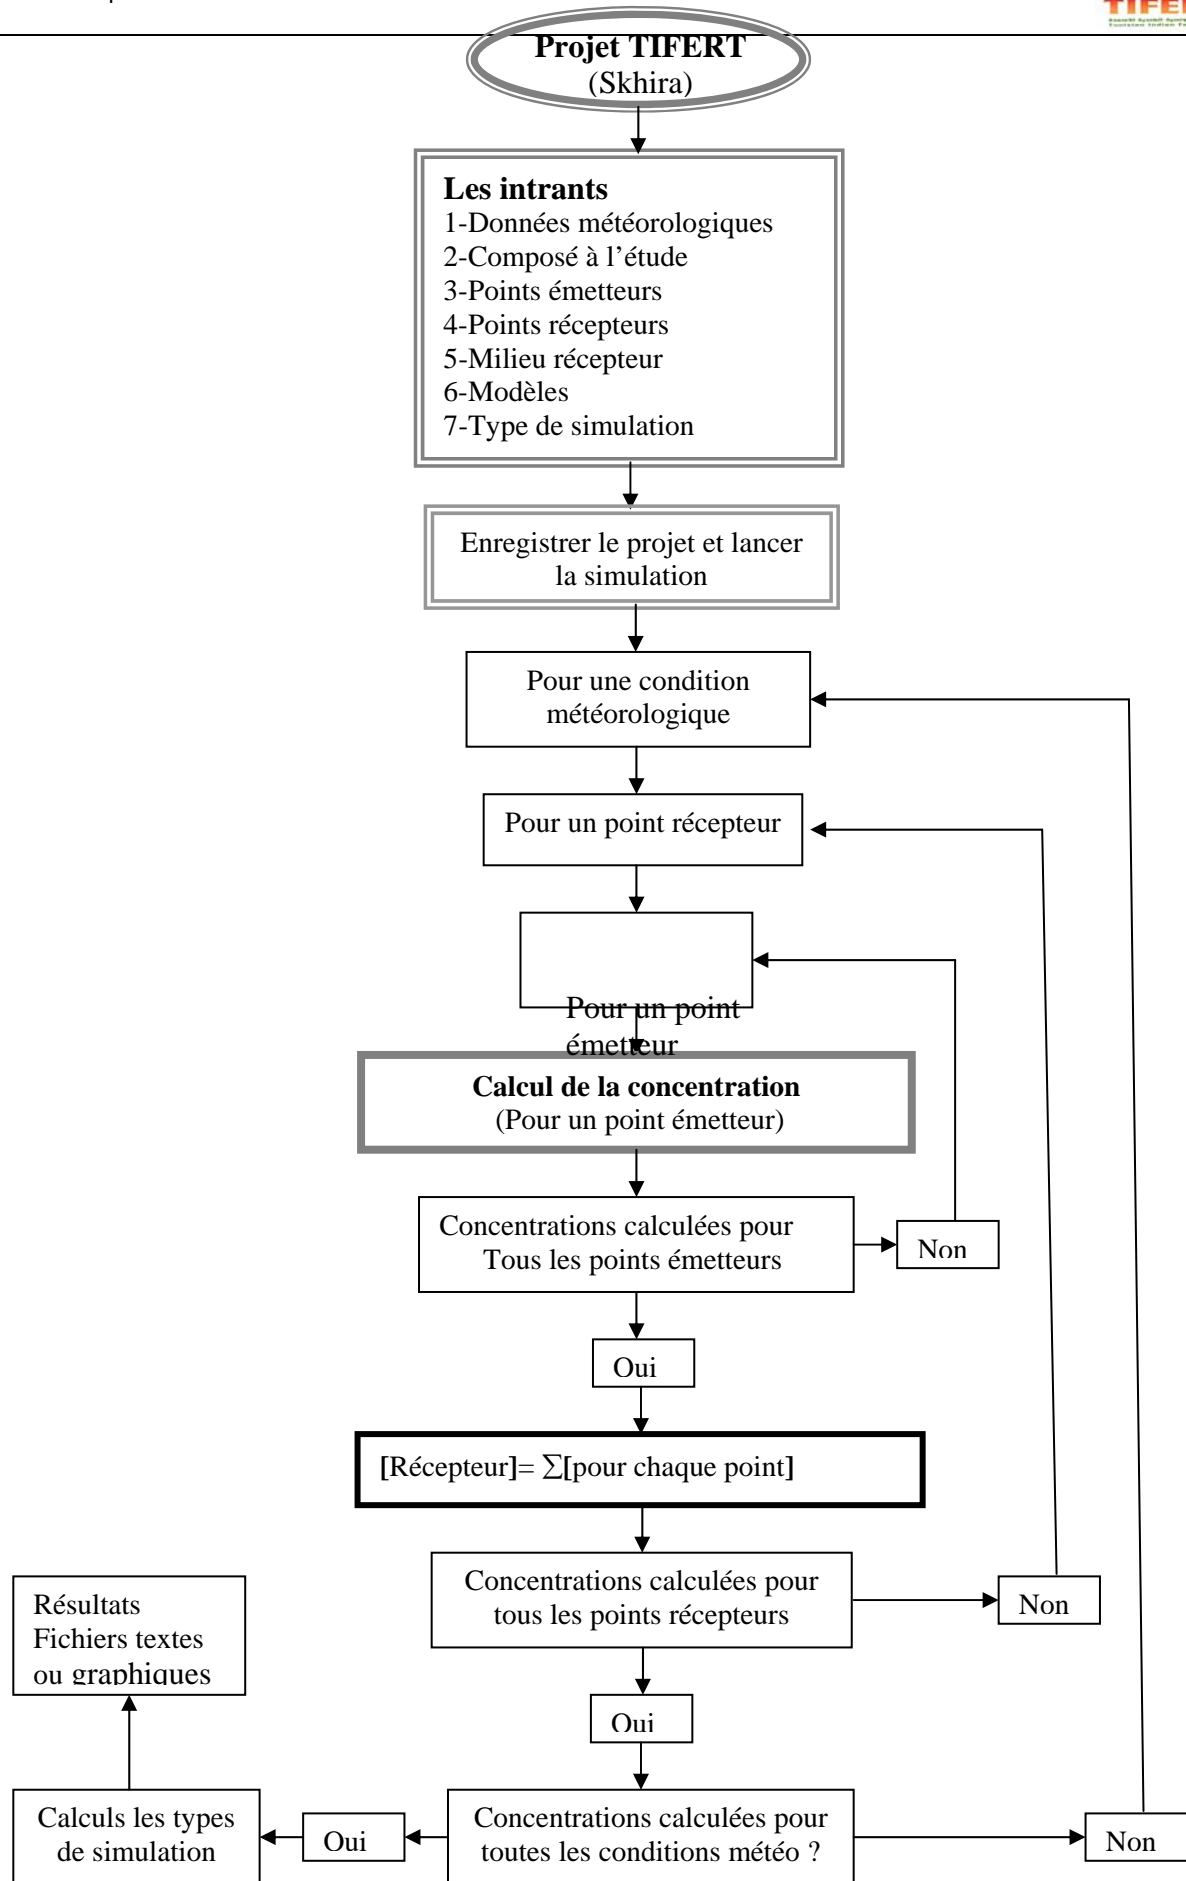 TIFE
Projet TIFERT
(Skhira)
Les intrants
1-Données météorologiques
2-Composé à l’étude
3-Points émetteurs
4-Points récepteurs
5-Milieu récepteur
6-Modèles
7-Type de simulation
Enregistrer le projet et lancer
la simulation
Pour une condition
météorologique
Pour un point récepteur
Pour un point
émetteur
Calcul de la concentration
(Pour un point émetteur)
Concentrations calculées pour
Tous les points émetteurs
Non
Oui
[Récepteur]= ∑[pour chaque point]
Concentrations calculées pour
tous les points récepteurs
Non
Résultats
Fichiers textes
ou graphiques
Oui
Calculs les types
de simulation
Oui
Concentrations calculées pour
toutes les conditions météo ?
Non